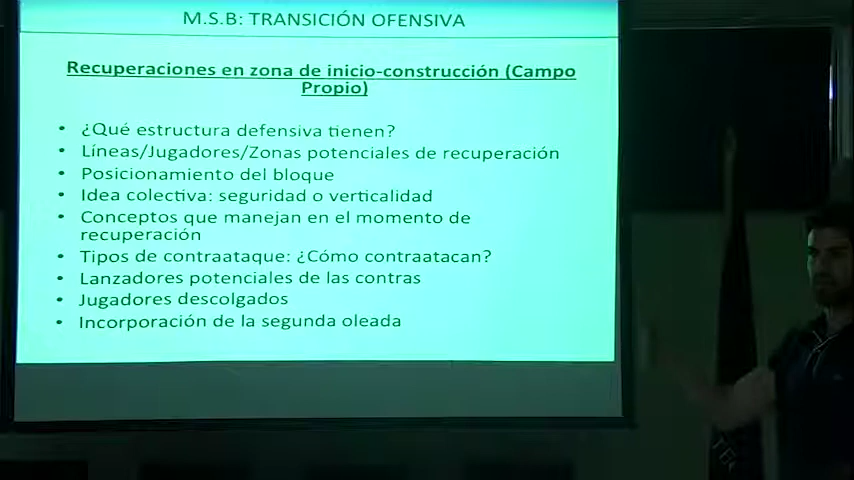 M.S.B: TRANSICIÓN OFENSIVA
Recuperaciones en zona de inicio-construcción (Campo
Propio)
• ¿Qué estructura defensiva tienen?
• Líneas/Jugadores/Zonas potenciales de recuperación
• Posicionamiento del bloque
• Idea colectiva: seguridad o verticalidad
• Conceptos que manejan en el momento de
recuperación
• Tipos de contraataque: ¿Cómo contraatacan?
• Lanzadores potenciales de las contras
• Jugadores descolgados
• Incorporación de la segunda oleada